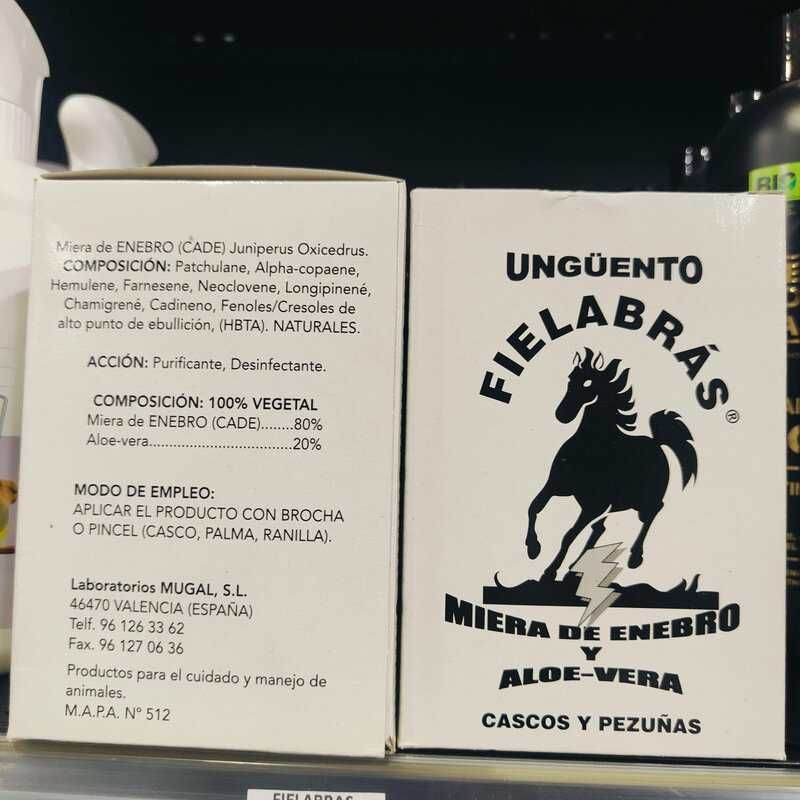 Miera de ENEBRO (CADE) Juniperus Oxicedrus.
COMPOSICIÓN: Patchulane, Alpha-copaene,
Hemulene, Farnesene, Neoclovene, Longipinené,
Chamigrené, Cadineno, Fenoles/Cresoles de
alto punto de ebullición, (HBTA). NATURALES.
ACCIÓN: Purificante, Desinfectante.
COMPOSICIÓN: 100% VEGETAL
Miera de ENEBRO (CADE)........80%
Aloe-vera..................................20%
MODO DE EMPLEO:
APLICAR EL PRODUCTO CON BROCHA
O PINCEL (CASCO, PALMA, RANILLA).
Laboratorios MUGAL, S.L.
46470 VALENCIA (ESPAÑA)
Telf. 96 126 33 62
Fax. 96 127 06 36
Productos para el cuidado y manejo de
animales.
M.A.P.A. N° 512
UNGÜENTO
FIELABRÁS®
MIERA DE ENEBRO
Y
ALOE-VERA
CASCOS Y PEZUÑAS
BIO
FIELABRAS